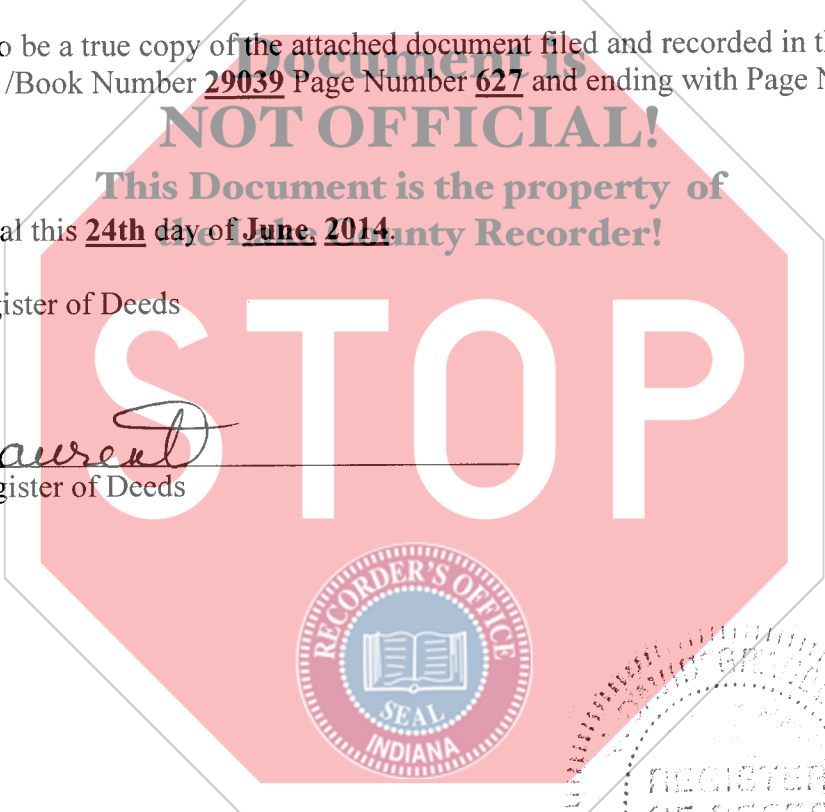 o be a true copy of the attached document filed and recorded in t
/Book Number 29039 Page Number 627 and ending with Page N
Document is
NOT OFFICIAL!
This Document is the property of
the Lake County Recorder!
al this 24th day of June, 2014.
gister of Deeds
STOP
aurent
gister of Deeds
RECORDER'S OFFICE
SEAL
INDIANA
REGISTER